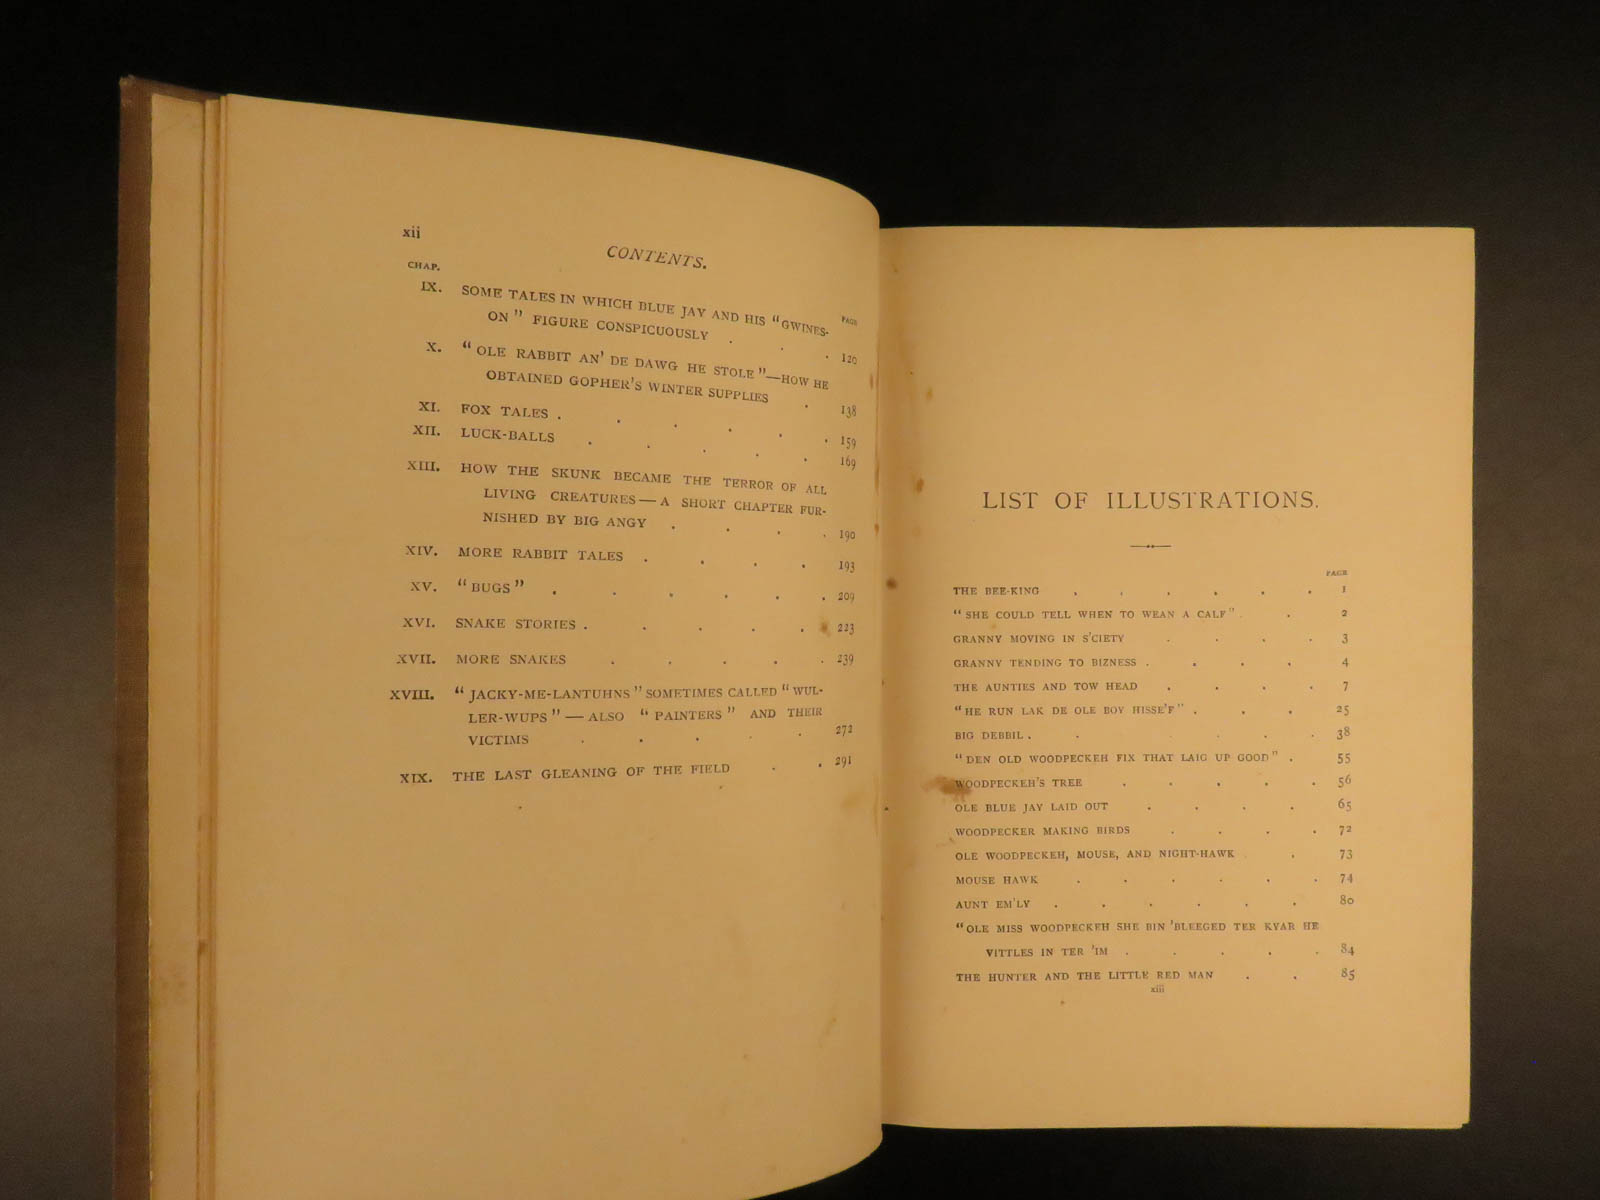 xii
CONTENTS.
CHAP.
PAGE
IX. SOME TALES IN WHICH BLUE JAY AND HIS "GWINES-
ON" FIGURE CONSPICUOUSLY . . . 120
X. "OLE RABBIT AN' DE DAWG HE STOLE"—HOW HE
OBTAINED GOPHER'S WINTER SUPPLIES . 138
XI. FOX TALES . . . . . . 159
XII. LUCK-BALLS . . . . . 169
XIII. HOW THE SKUNK BECAME THE TERROR OF ALL
LIVING CREATURES—A SHORT CHAPTER FUR-
NISHED BY BIG ANGY . . . . 190
XIV. MORE RABBIT TALES . . . . 193
XV. "BUGS" . . . . . . 209
XVI. SNAKE STORIES . . . . . 223
XVII. MORE SNAKES . . . . . 239
XVIII. "JACKY-ME-LANTUHNS" SOMETIMES CALLED "WUL-
LER-WUPS"—ALSO "PAINTERS" AND THEIR
VICTIMS . . . . . 272
XIX. THE LAST GLEANING OF THE FIELD . . 291
LIST OF ILLUSTRATIONS.
PAGE
THE BEE-KING . . . . . . 1
"SHE COULD TELL WHEN TO WEAN A CALF" . . 2
GRANNY MOVING IN S'CIETY . . . . 3
GRANNY TENDING TO BIZNESS . . . . 4
THE AUNTIES AND TOW HEAD . . . . 7
"HE RUN LAK DE OLE BOY HISSE'F" . . . 25
BIG DEBBIL . . . . . . 38
"DEN OLD WOODPECKEH FIX THAT LAIG UP GOOD" . 55
WOODPECKEH'S TREE . . . . . 56
OLE BLUE JAY LAID OUT . . . . 65
WOODPECKER MAKING BIRDS . . . . 72
OLE WOODPECKEH, MOUSE, AND NIGHT-HAWK . . 73
MOUSE HAWK . . . . . . 74
AUNT EM'LY . . . . . . 80
"OLE MISS WOODPECKEH SHE BIN 'BLEEGED TER KYAR HE
VITTLES IN TER 'IM . . . . . 84
THE HUNTER AND THE LITTLE RED MAN . . 85
xiii